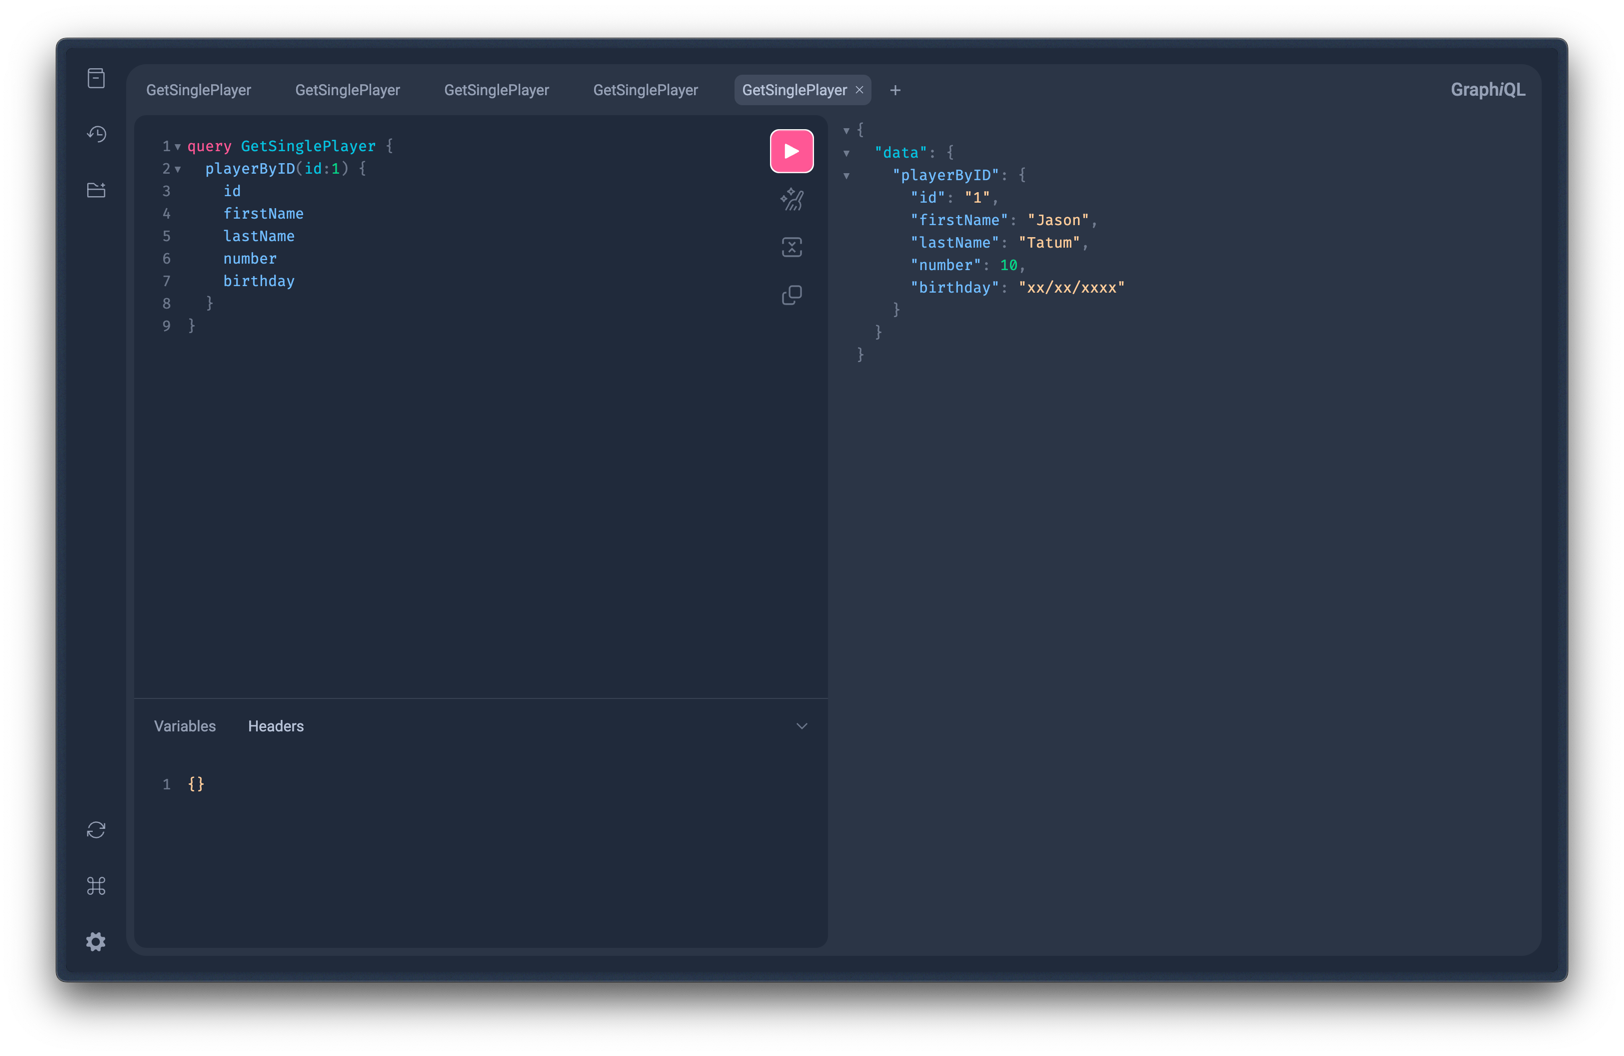 GetSinglePlayer GetSinglePlayer GetSinglePlayer GetSinglePlayer GetSinglePlayer × +
GraphiQL
1 query GetSinglePlayer {
2 playerByID(id:1) {
3 id
4 firstName
5 lastName
6 number
7 birthday
8 }
9 }
{
"data": {
"playerByID": {
"id": "1",
"firstName": "Jason",
"lastName": "Tatum",
"number": 10,
"birthday": "xx/xx/xxxx"
}
}
}
Variables Headers
1 {}